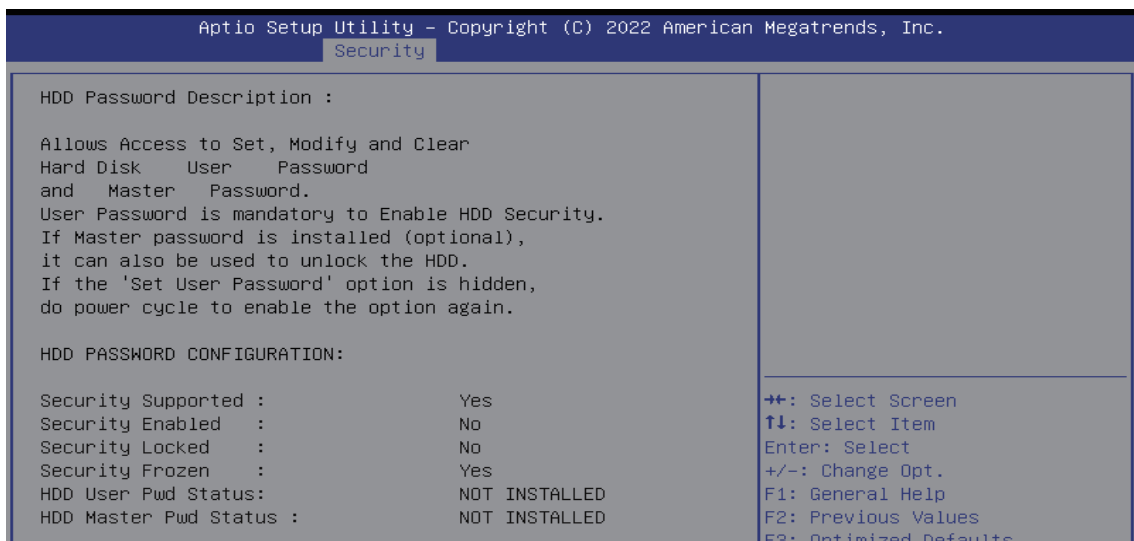 Aptio Setup Utility – Copyright (C) 2022 American Megatrends, Inc.
Security
HDD Password Description :
Allows Access to Set, Modify and Clear
Hard Disk User Password
and Master Password.
User Password is mandatory to Enable HDD Security.
If Master password is installed (optional),
it can also be used to unlock the HDD.
If the 'Set User Password' option is hidden,
do power cycle to enable the option again.
HDD PASSWORD CONFIGURATION:
Security Supported : Yes
Security Enabled : No
Security Locked : No
Security Frozen : Yes
HDD User Pwd Status: NOT INSTALLED
HDD Master Pwd Status : NOT INSTALLED
→←: Select Screen
↑↓: Select Item
Enter: Select
+/-: Change Opt.
F1: General Help
F2: Previous Values
F3: Optimized Defaults